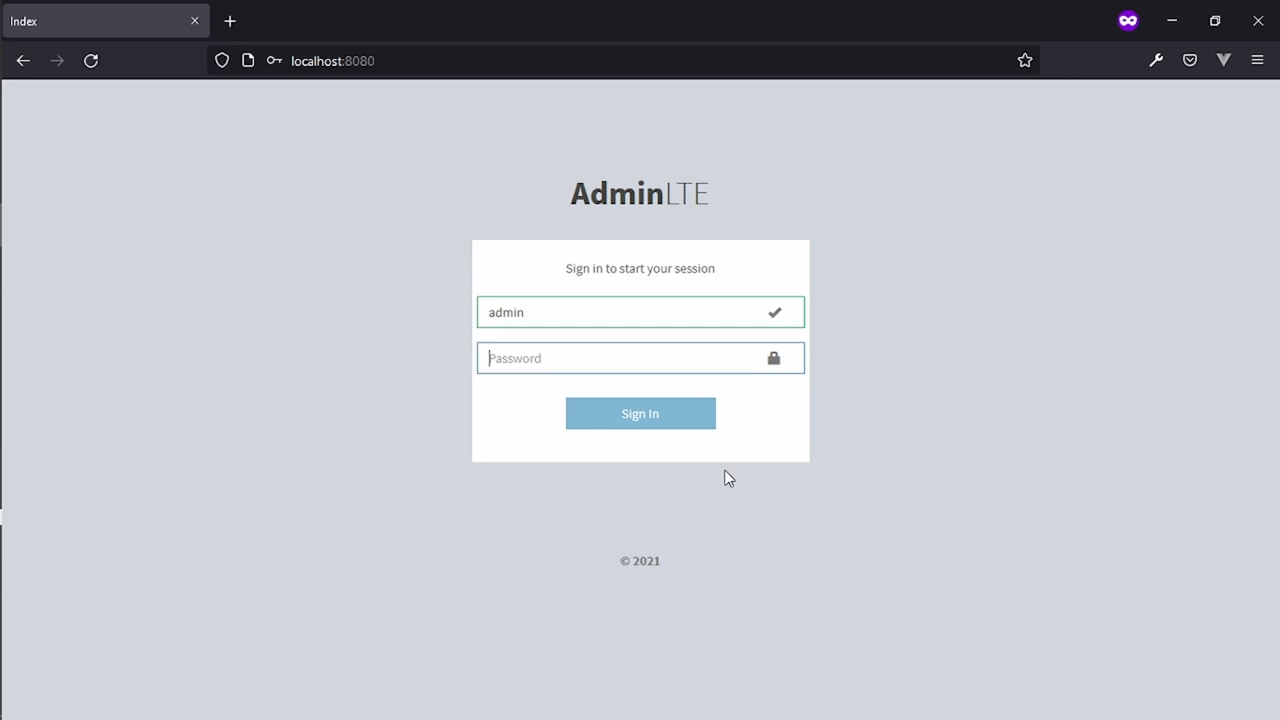 Index
localhost:8080
AdminLTE
Sign in to start your session
admin
Password
Sign In
© 2021